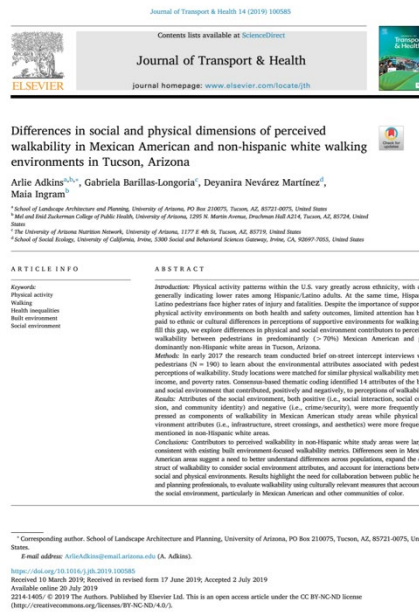 Journal of Transport & Health 14 (2019) 100585
Contents lists available at ScienceDirect
Journal of Transport & Health
journal homepage: www.elsevier.com/locate/jth
ELSEVIER
Differences in social and physical dimensions of perceived
walkability in Mexican American and non-hispanic white walking
environments in Tucson, Arizona
Arlie Adkins a,b,*, Gabriela Barillas-Longoria c, Deyanira Nevárez Martínez d,
Maia Ingram b
a School of Landscape Architecture and Planning, University of Arizona, PO Box 210075, Tucson, AZ, 85721-0075, United States
b Mel and Enid Zuckerman College of Public Health, University of Arizona, 1295 N. Martin Avenue, Drachman Hall A214, Tucson, AZ, 85724, United
States
c The University of Arizona Nutrition Network, University of Arizona, 1177 E 4th St, Tucson, AZ, 85719, United States
d School of Social Ecology, University of California, Irvine, 5300 Social and Behavioral Sciences Gateway, Irvine, CA, 92697-7055, United States
ARTICLE INFO
Keywords:
Physical activity
Walking
Health inequalities
Built environment
Social environment
ABSTRACT
Introduction: Physical activity patterns within the U.S. vary greatly across ethnicity, with
generally indicating lower rates among Hispanic/Latino adults. At the same time, Hispa
Latino pedestrians face higher rates of injury and fatalities. Despite the importance of suppor
physical activity environments on both health and safety outcomes, limited attention has
paid to ethnic or cultural differences in perceptions of supportive environments for walking
fill this gap, we explore differences in physical and social environment contributors to percei
walkability between pedestrians in predominantly (>70%) Mexican American and
dominantly non-Hispanic white areas in Tucson, Arizona.
Methods: In early 2017 the research team conducted brief on-street intercept interviews
pedestrians (N = 190) to learn about the environmental attributes associated with pedest
perceptions of walkability. Study locations were matched for similar physical walkability met
income, and poverty rates. Consensus-based thematic coding identified 14 attributes of the b
and social environment that contributed, positively and negatively, to perceptions of walkabi
Results: Attributes of the social environment, both positive (i.e., social interaction, social co
sion, and community identity) and negative (i.e., crime/security), were more frequently
pressed as components of walkability in Mexican American study areas while physical
vironment attributes (i.e., infrastructure, street crossings, and aesthetics) were more freque
mentioned in non-Hispanic white areas.
Conclusions: Contributors to perceived walkability in non-Hispanic study areas were lar
consistent with existing built environment-focused walkability metrics. Differences seen in Mex
American areas suggest a need to better understand differences across populations, expand the
struct of walkability to consider social environment attributes, and account for interactions betw
social and physical environments. Results highlight the need for collaboration between public he
and planning professionals, to evaluate walkability using culturally relevant measures that accoun
the social environment, particularly in Mexican American and other communities of color.
* Corresponding author. School of Landscape Architecture and Planning, University of Arizona, PO Box 210075, Tucson, AZ, 85721-0075, Un
States.
E-mail address: ArlieAdkins@email.arizona.edu (A. Adkins).
https://doi.org/10.1016/j.jth.2019.100585
Received 10 March 2019; Received in revised form 17 June 2019; Accepted 2 July 2019
Available online 20 July 2019
2214-1405/ © 2019 The Authors. Published by Elsevier Ltd. This is an open access article under the CC BY-NC-ND license
(http://creativecommons.org/licenses/BY-NC-ND/4.0/).